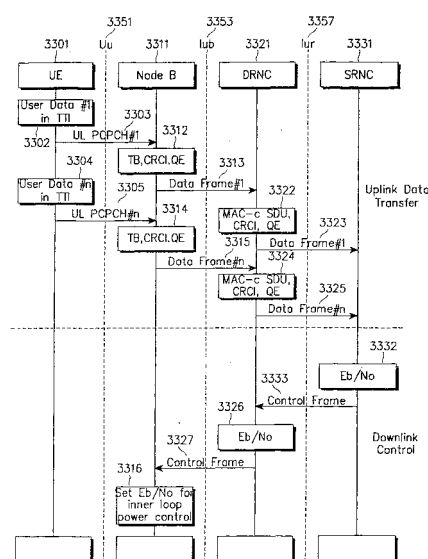 3351 3353 3357
3301 Uu 3311 Iub 3321 Iur 3331
UE Node B DRNC SRNC
User Data #1
in TTI
3302
3303
UL PCPCH#1
3312
TB,CRCI,QE
3313
Data Frame#1
3304
User Data #n
in TTI
3305
UL PCPCH#n
3314
TB,CRCI,QE
3322
MAC-c SDU,
CRCI, QE
3323
Data Frame#1
Uplink Data
Transfer
3315
Data Frame#n
3324
MAC-c SDU,
CRCI, QE
3325
Data Frame#n
3332
Eb/No
3333
Control Frame
3326
Eb/No
Downlink
Control
3327
Control Frame
3316
Set Eb/No for
inner loop
power control